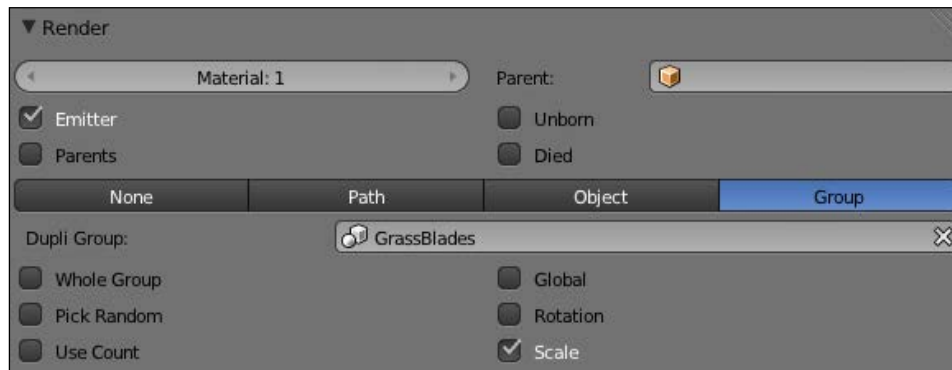 Render
Material: 1 Parent:
Emitter Unborn
Parents Died
None Path Object Group
Dupli Group: GrassBlades
Whole Group Global
Pick Random Rotation
Use Count Scale